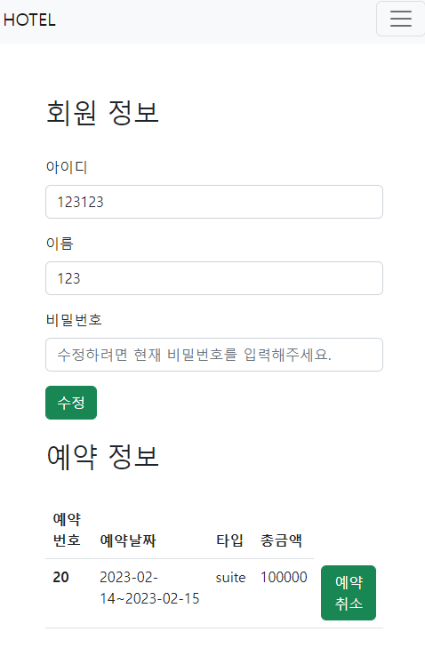 HOTEL
회원 정보
아이디
123123
이름
123
비밀번호
수정하려면 현재 비밀번호를 입력해주세요.
수정
예약 정보
예약
번호 예약날짜 타입 총금액
20 2023-02- suite 100000 예약
14~2023-02-15 취소